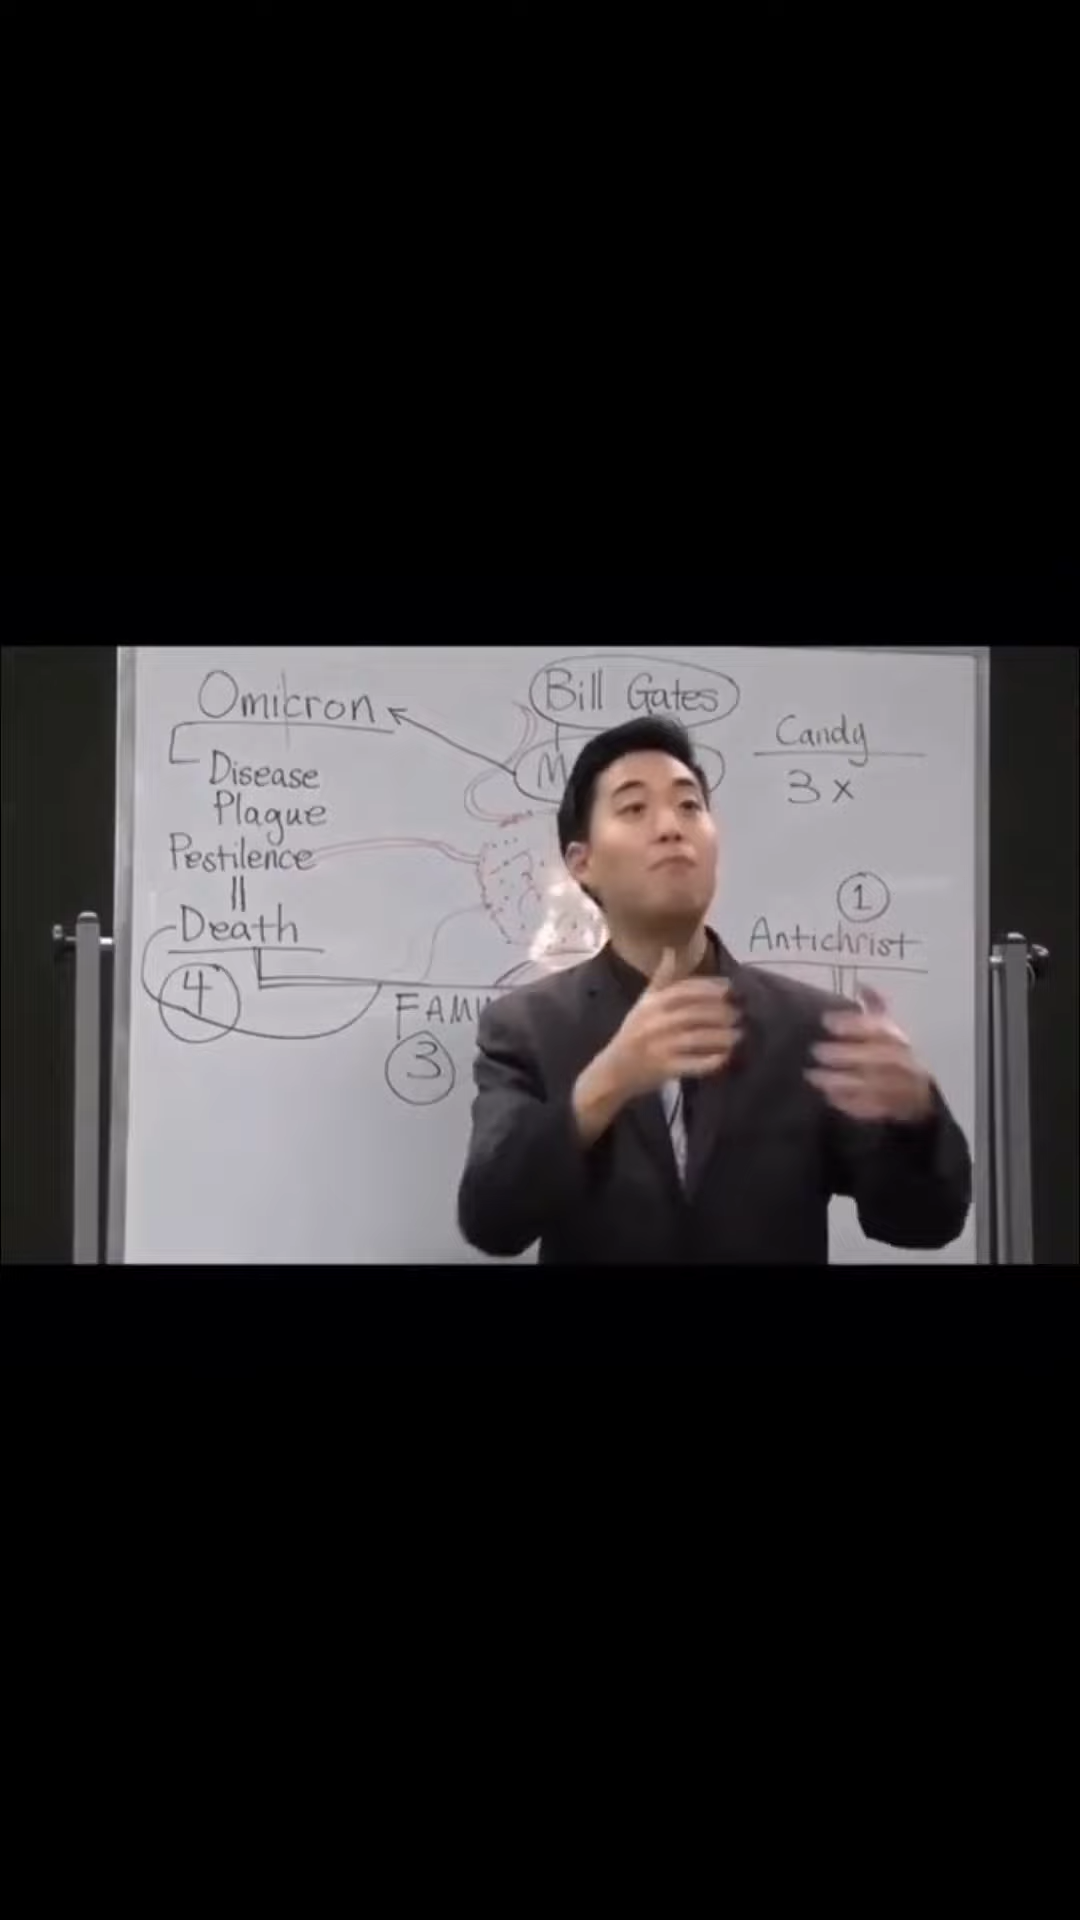 Omicron
Disease
Plague
Pestilence
Death
4
3
Bill Gates
Candy
3 x
1
Antichrist